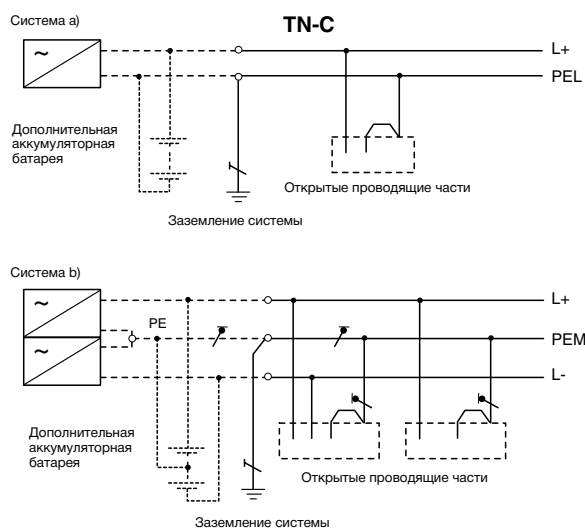 Система a)
TN-C
~
L+
PEL
Дополнительная
аккумуляторная
батарея
Открытые проводящие части
Заземление системы
Система b)
~
L+
PE
PEM
~
L-
Дополнительная
аккумуляторная
батарея
Открытые проводящие части
Заземление системы